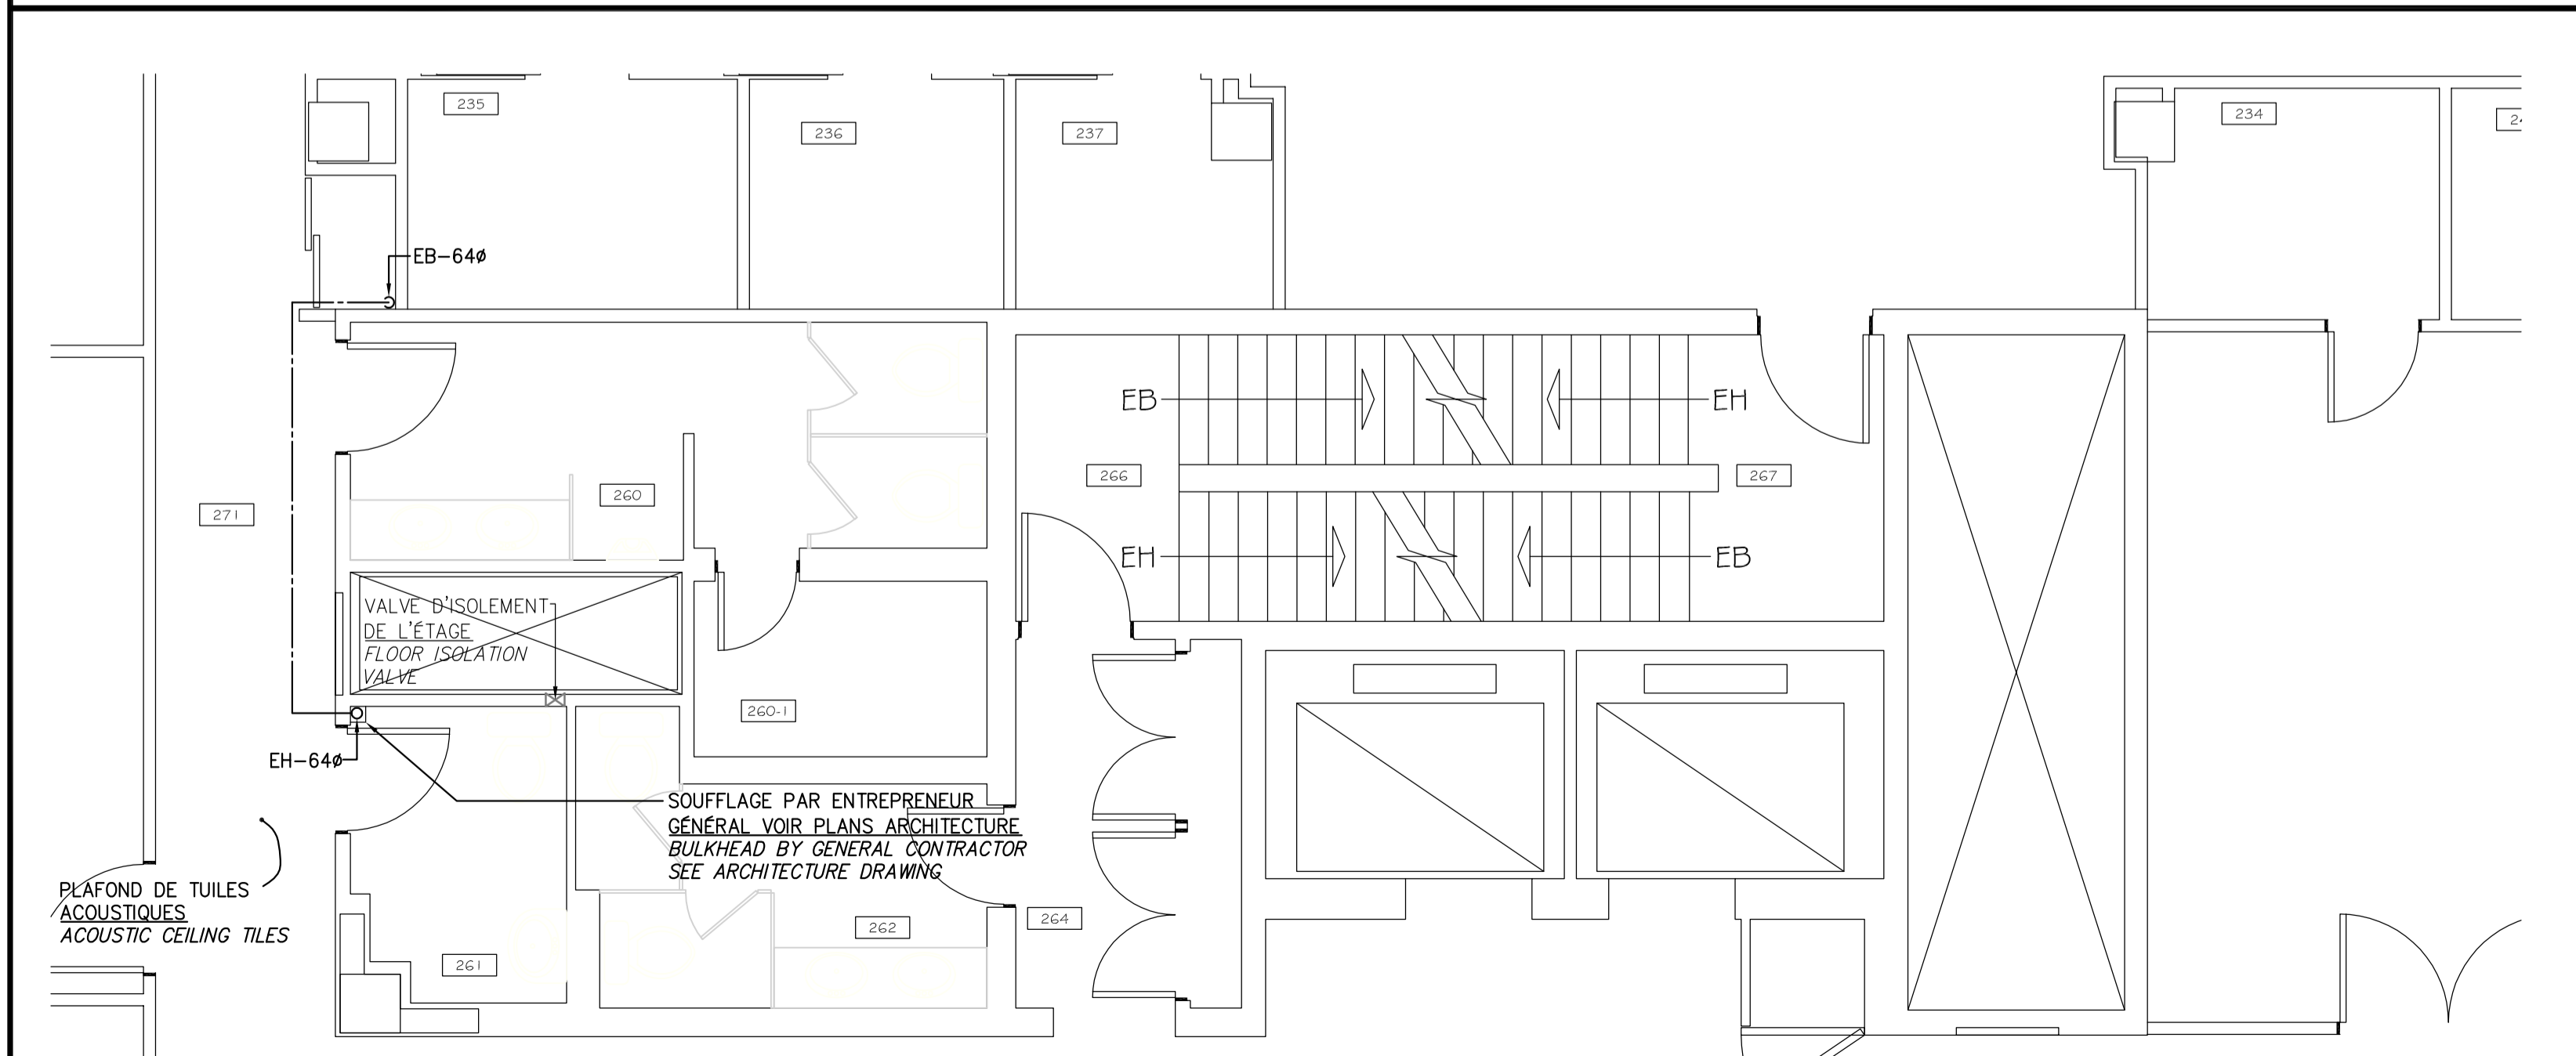 235
236
237
234
EB-64ø
EB
EH
266
267
260
271
EH
EB
VALVE D'ISOLEMENT
DE L'ÉTAGE
FLOOR ISOLATION
VALVE
260-1
EH-64ø
SOUFFLAGE PAR ENTREPRENEUR
GÉNÉRAL VOIR PLANS ARCHITECTURE
BULKHEAD BY GENERAL CONTRACTOR
SEE ARCHITECTURE DRAWING
PLAFOND DE TUILES
ACOUSTIQUES
ACOUSTIC CEILING TILES
264
262
261